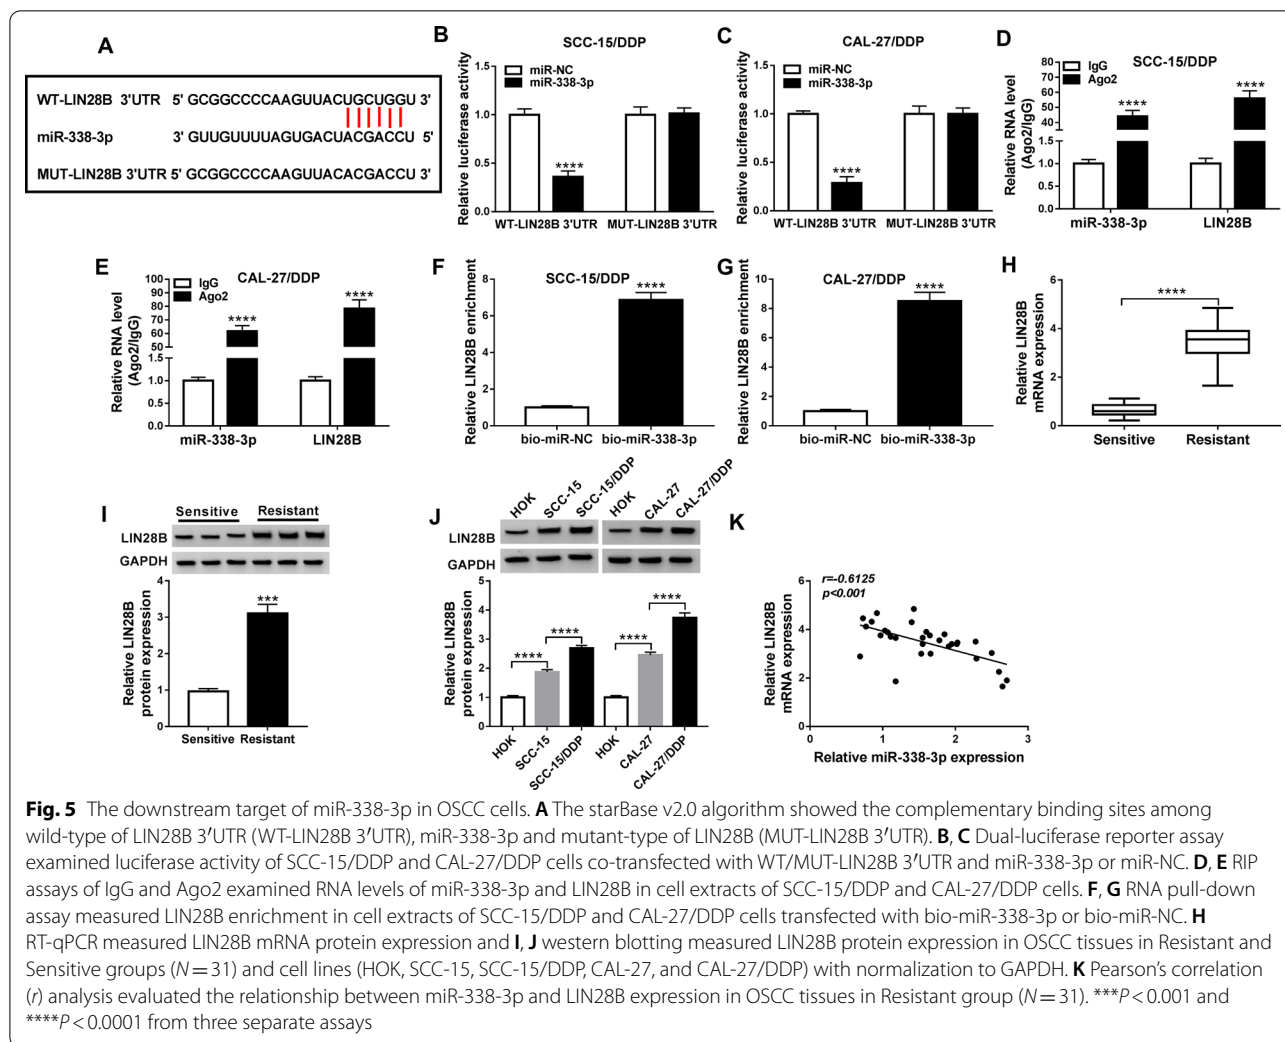 A
WT-LIN28B 3'UTR 5' GCGGCCCCAAGUUACUGCUGGU 3'
miR-338-3p 3' GUUGUUUUAGUGACUACGACCU 5'
MUT-LIN28B 3'UTR 5' GCGGCCCCAAGUUACACGACCU 3'
B
SCC-15/DDP
miR-NC
miR-338-3p
Relative luciferase activity
1.5
1.0
0.5
0.0
****
WT-LIN28B 3'UTR MUT-LIN28B 3'UTR
C
CAL-27/DDP
miR-NC
miR-338-3p
Relative luciferase activity
1.5
1.0
0.5
0.0
****
WT-LIN28B 3'UTR MUT-LIN28B 3'UTR
D
SCC-15/DDP
IgG
Ago2
Relative RNA level
(Ago2/IgG)
80
70
60
50
40
30
1.5
1.0
0.5
0.0
**** ****
miR-338-3p LIN28B
E
CAL-27/DDP
IgG
Ago2
Relative RNA level
(Ago2/IgG)
100
90
80
70
60
50
1.5
1.0
0.5
0.0
**** ****
miR-338-3p LIN28B
F
SCC-15/DDP
Relative LIN28B enrichment
8
6
4
2
0
****
bio-miR-NC bio-miR-338-3p
G
CAL-27/DDP
Relative LIN28B enrichment
10
8
6
4
2
0
****
bio-miR-NC bio-miR-338-3p
H
Relative LIN28B
mRNA expression
6
4
2
0
****
Sensitive Resistant
I
Sensitive Resistant
LIN28B
GAPDH
Relative LIN28B
protein expression
4
3
2
1
0
***
Sensitive Resistant
J
HOK SCC-15 SCC-15/DDP HOK CAL-27 CAL-27/DDP
LIN28B
GAPDH
Relative LIN28B
protein expression
5
4
3
2
1
0
**** **** **** ****
HOK SCC-15 SCC-15/DDP HOK CAL-27 CAL-27/DDP
K
r=-0.6125
p<0.001
Relative LIN28B
mRNA expression
6
4
2
0
0 1 2 3
Relative miR-338-3p expression
Fig. 5 The downstream target of miR-338-3p in OSCC cells. A The starBase v2.0 algorithm showed the complementary binding sites among
wild-type of LIN28B 3′UTR (WT-LIN28B 3′UTR), miR-338-3p and mutant-type of LIN28B (MUT-LIN28B 3′UTR). B, C Dual-luciferase reporter assay
examined luciferase activity of SCC-15/DDP and CAL-27/DDP cells co-transfected with WT/MUT-LIN28B 3′UTR and miR-338-3p or miR-NC. D, E RIP
assays of IgG and Ago2 examined RNA levels of miR-338-3p and LIN28B in cell extracts of SCC-15/DDP and CAL-27/DDP cells. F, G RNA pull-down
assay measured LIN28B enrichment in cell extracts of SCC-15/DDP and CAL-27/DDP cells transfected with bio-miR-338-3p or bio-miR-NC. H
RT-qPCR measured LIN28B mRNA protein expression and I, J western blotting measured LIN28B protein expression in OSCC tissues in Resistant and
Sensitive groups (N = 31) and cell lines (HOK, SCC-15, SCC-15/DDP, CAL-27, and CAL-27/DDP) with normalization to GAPDH. K Pearson's correlation
(r) analysis evaluated the relationship between miR-338-3p and LIN28B expression in OSCC tissues in Resistant group (N = 31). ***P < 0.001 and
****P < 0.0001 from three separate assays